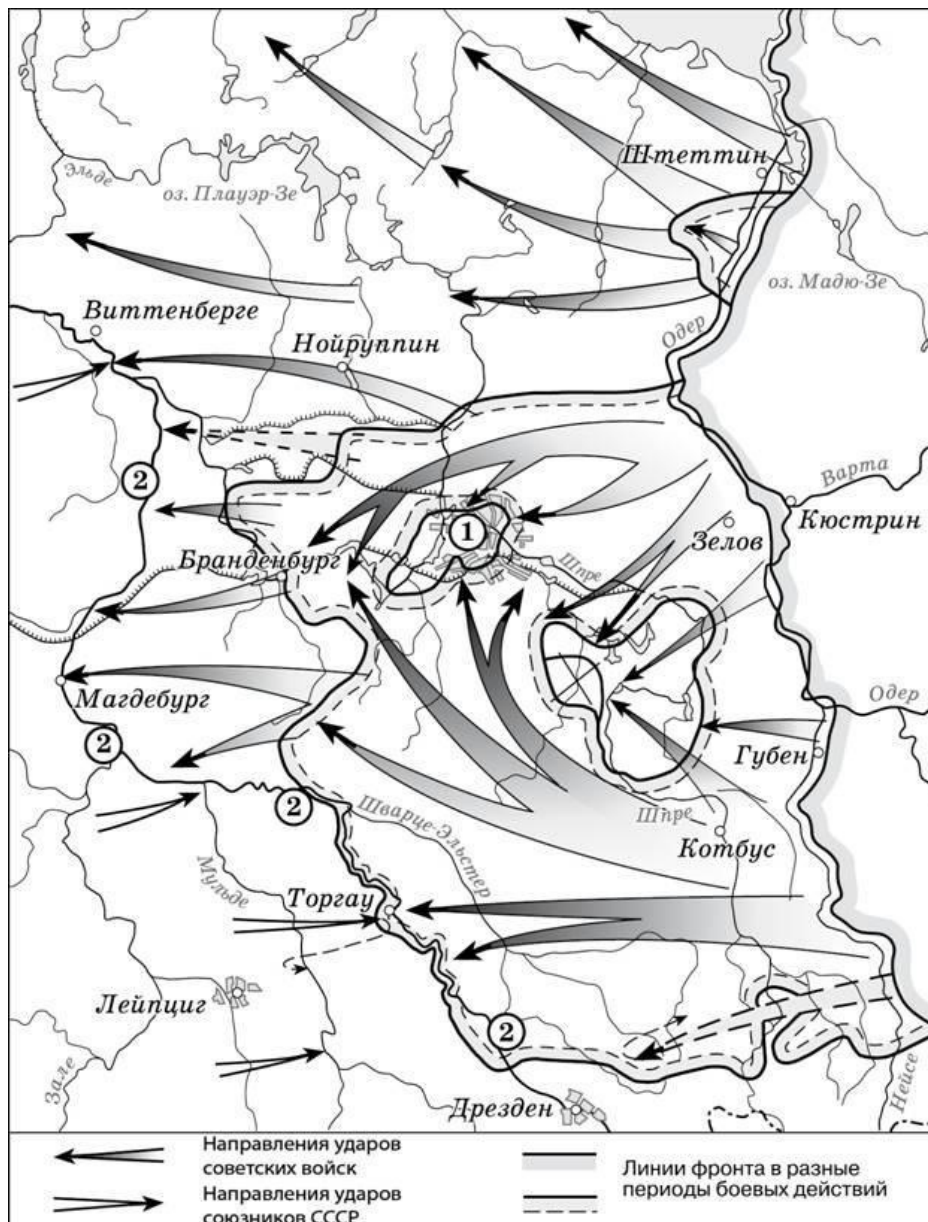 Штеттин
Эльде
оз. Плауэр-Зе
оз. Мадю-Зе
Виттенберге
Одер
Нойруппин
2
Варта
Кюстрин
1
Зелов
Бранденбург
Шпре
Магдебург
Одер
2
Губен
2
Шварце-Эльстер
Шпре
Котбус
Мульде
Торгау
Лейпциг
2
Зале
Дрезден
Нейсе
Направления ударов
советских войск
Направления ударов
союзников СССР
Линии фронта в разные
периоды боевых действий